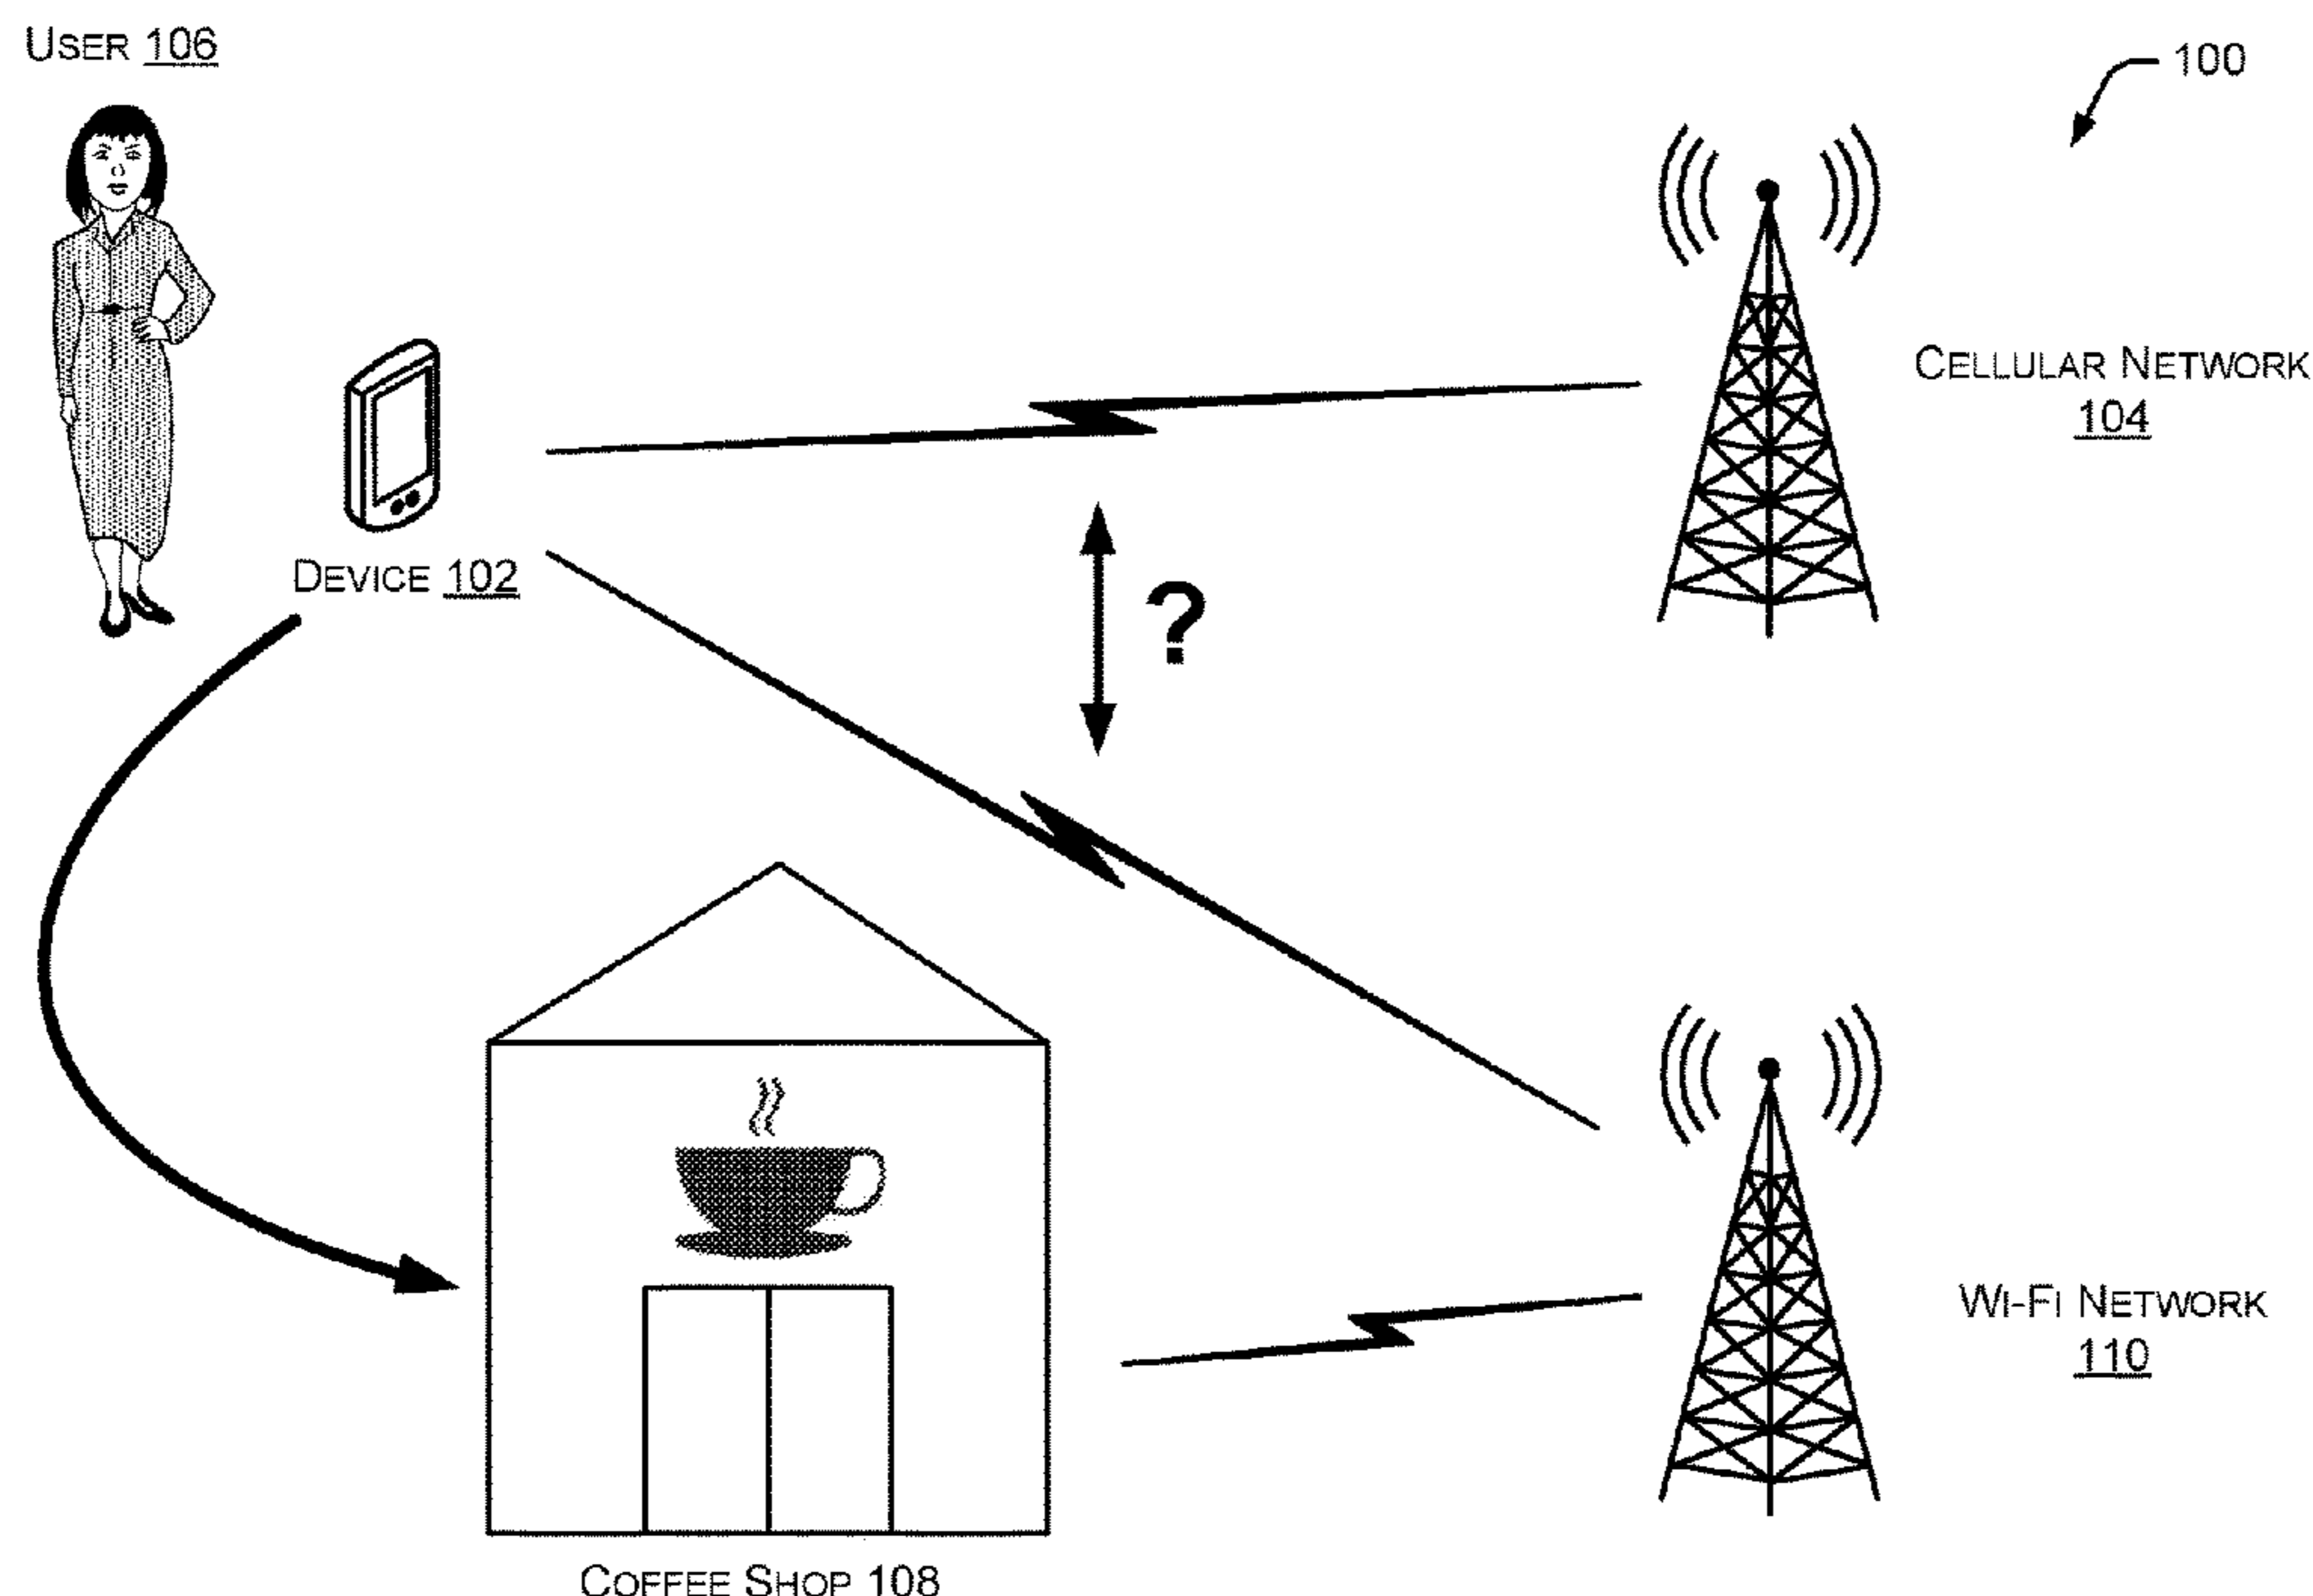 USER 106
100
CELLULAR NETWORK
104
DEVICE 102
?
WI-FI NETWORK
110
COFFEE SHOP 108